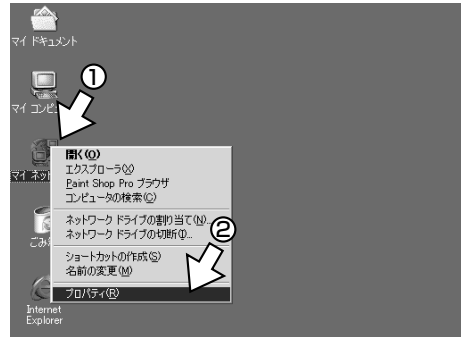 マイ ドキュメント
①
マイ コンピ
マイ ネット
開く(O)
エクスプローラ(X)
Paint Shop Pro ブラウザ
コンピュータの検索(C)
ネットワーク ドライブの割り当て(N)...
ネットワーク ドライブの切断(D)...
②
ショートカットの作成(S)
名前の変更(M)
プロパティ(R)
ごみ
Internet
Explorer